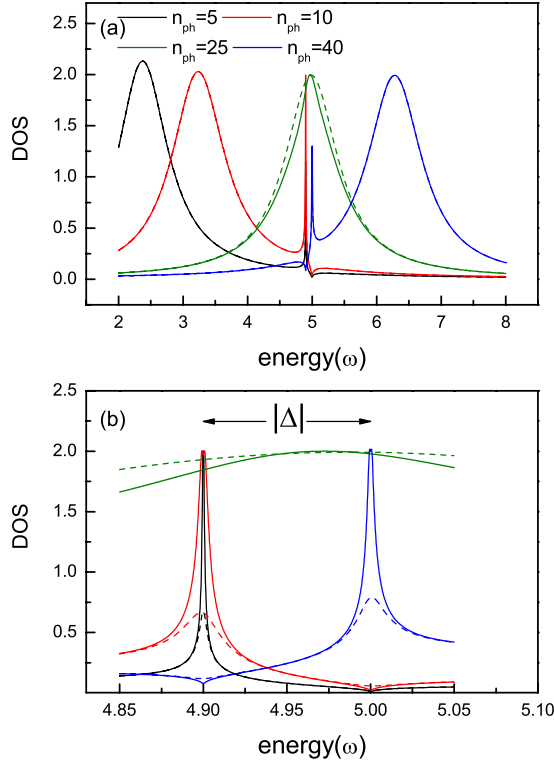 (a)
n_ph=5 n_ph=10
n_ph=25 n_ph=40
DOS
2.5
2.0
1.5
1.0
0.5
0.0
2 3 4 5 6 7 8
energy(ω)
(b)
|Δ|
DOS
2.5
2.0
1.5
1.0
0.5
4.85 4.90 4.95 5.00 5.05 5.10
energy(ω)